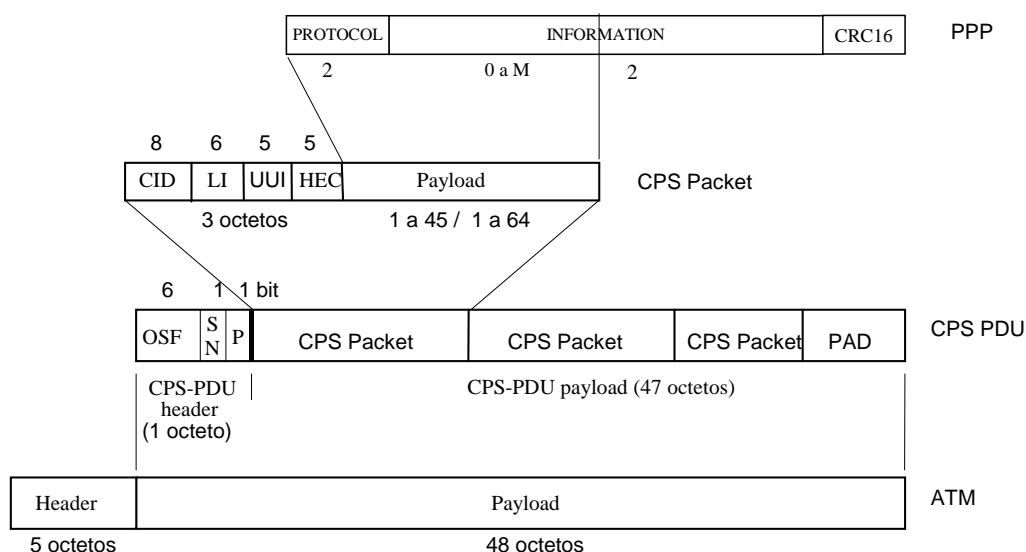 PROTOCOL INFORMATION CRC16 PPP
2 0 a M 2
8 6 5 5
CID LI UUI HEC Payload CPS Packet
3 octetos 1 a 45 / 1 a 64
6 1 1 bit
OSF S N P CPS Packet CPS Packet CPS Packet PAD CPS PDU
CPS-PDU header (1 octeto) CPS-PDU payload (47 octetos)
Header Payload ATM
5 octetos 48 octetos